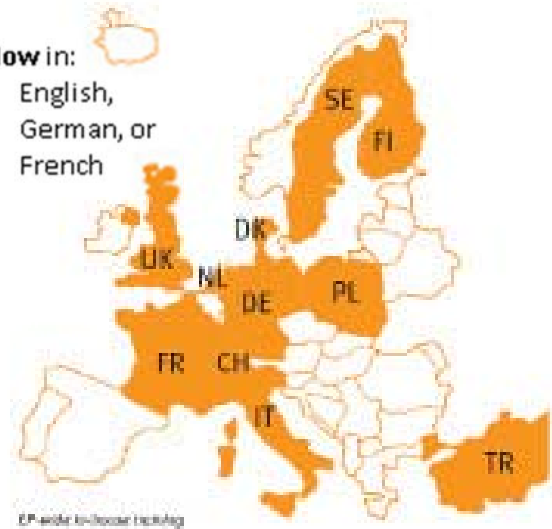 low in:
English,
German, or
French
SE
FI
DK
UK
NL
DE
PL
FR
CH
IT
TR